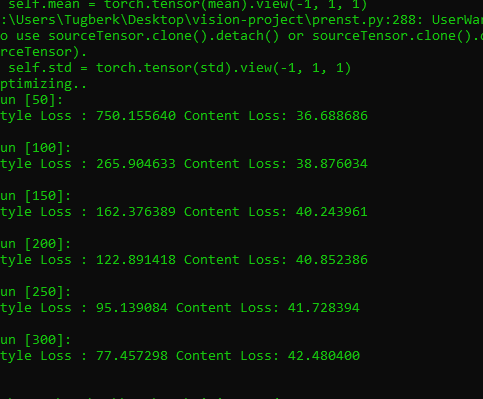 self.mean = torch.tensor(mean).view(-1, 1, 1)
:\Users\Tugberk\Desktop\vision-project\prenst.py:288: UserWar
o use sourceTensor.clone().detach() or sourceTensor.clone().d
rceTensor).
self.std = torch.tensor(std).view(-1, 1, 1)
ptimizing..
un [50]:
tyle Loss : 750.155640 Content Loss: 36.688686
un [100]:
tyle Loss : 265.904633 Content Loss: 38.876034
un [150]:
tyle Loss : 162.376389 Content Loss: 40.243961
un [200]:
tyle Loss : 122.891418 Content Loss: 40.852386
un [250]:
tyle Loss : 95.139084 Content Loss: 41.728394
un [300]:
tyle Loss : 77.457298 Content Loss: 42.480400